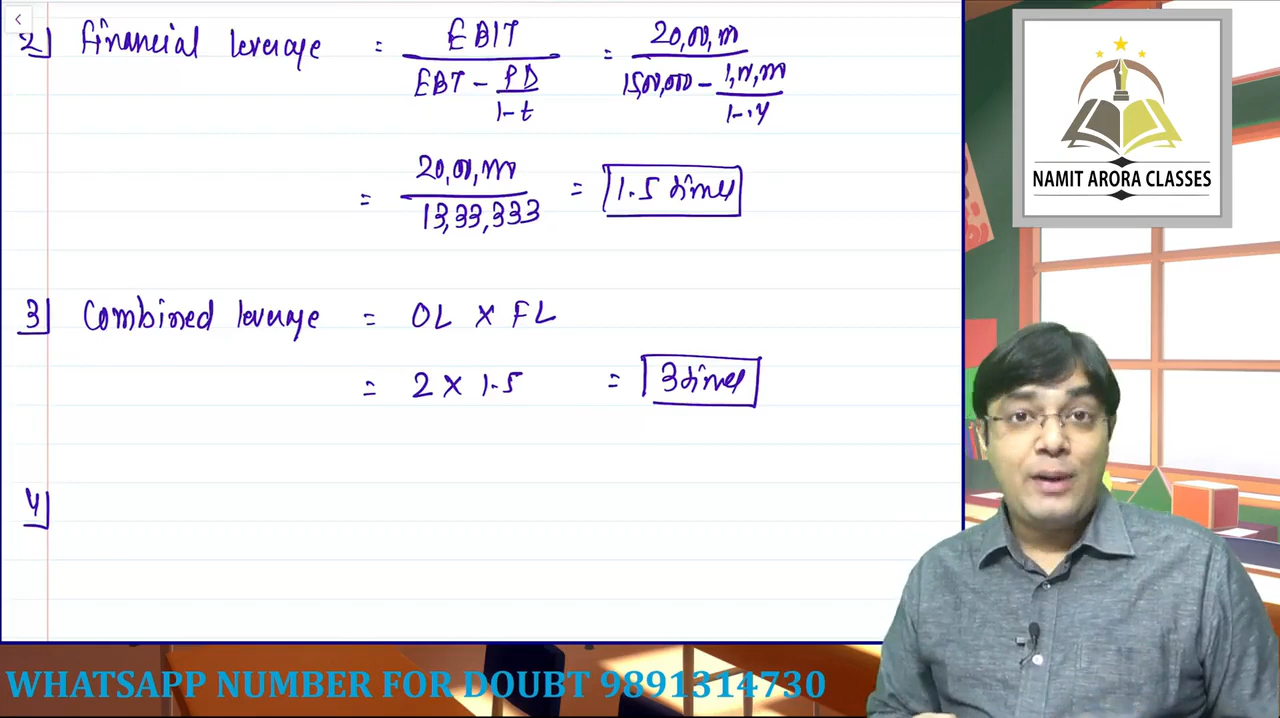 2] Financial leverage = EBIT / EBT - PD/1-t = 20,00,000 / 15,00,000 - 1,00,000/1-.4
= 20,00,000 / 13,33,333 = 1.5 times
3] Combined leverage = OL X FL
= 2 X 1.5 = 3 times
4]
NAMIT ARORA CLASSES
WHATSAPP NUMBER FOR DOUBT 9891314730